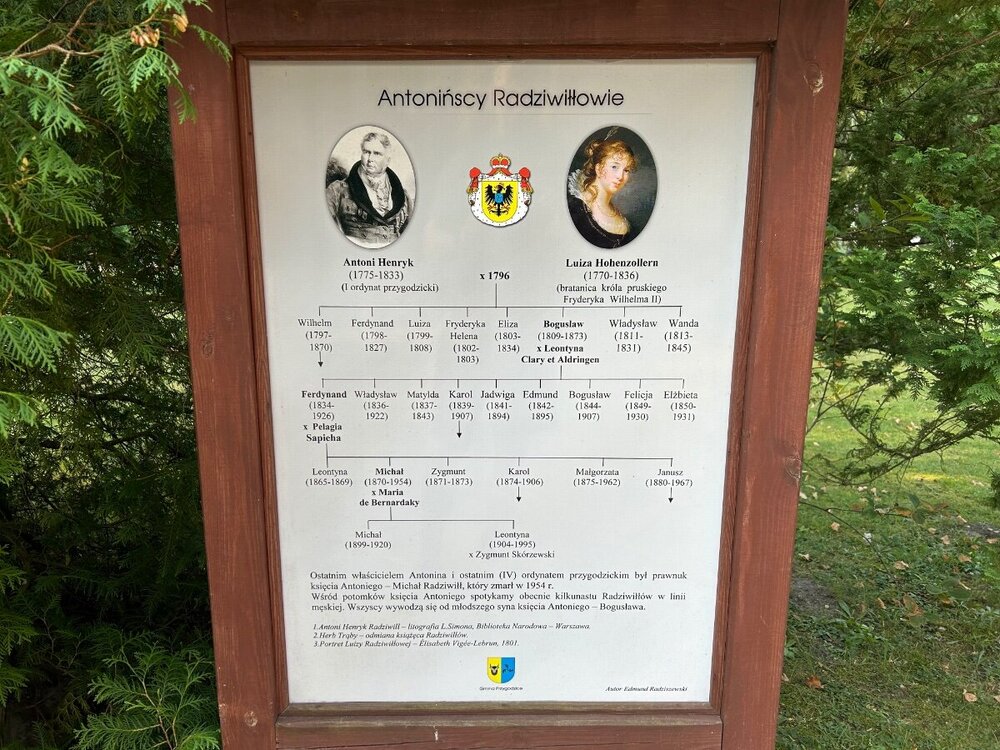 Antonińscy Radziwiłłowie
Antoni Henryk
(1775-1833)
(I ordynat przygodzicki)
x 1796
Luiza Hohenzollern
(1770-1836)
(bratanica króla pruskiego
Fryderyka Wilhelma II)
Wilhelm
(1797-
1870)
Ferdynand
(1798-
1827)
Luiza
(1799-
1808)
Fryderyka
Helena
(1802-
1803)
Eliza
(1803-
1834)
Bogusław
(1809-1873)
x Leontyna
Clary et Aldringen
Władysław
(1811-
1831)
Wanda
(1813-
1845)
Ferdynand
(1834-
1926)
x Pelagia
Sapieha
Władysław
(1836-
1922)
Matylda
(1837-
1843)
Karol
(1839-
1907)
Jadwiga
(1841-
1894)
Edmund
(1842-
1895)
Bogusław
(1844-
1907)
Felicja
(1849-
1930)
Elżbieta
(1850-
1931)
Leontyna
(1865-1869)
Michał
(1870-1954)
x Maria
de Bernardaky
Zygmunt
(1871-1873)
Karol
(1874-1906)
Małgorzata
(1875-1962)
Janusz
(1880-1967)
Michał
(1899-1920)
Leontyna
(1904-1995)
x Zygmunt Skórzewski
Ostatnim właścicielem Antonina i ostatnim (IV) ordynatem przygodzickim był prawnuk
księcia Antoniego – Michał Radziwiłł, który zmarł w 1954 r.
Wśród potomków księcia Antoniego spotykamy obecnie kilkunastu Radziwiłłów w linii
męskiej. Wszyscy wywodzą się od młodszego syna księcia Antoniego – Bogusława.
1.Antoni Henryk Radziwiłł – litografia L.Simona, Biblioteka Narodowa – Warszawa.
2.Herb Trąby – odmiana książęca Radziwiłłów.
3.Portret Luizy Radziwiłłowej – Élisabeth Vigée-Lebrun, 1801.
Gmina Przygodzice
Autor Edmund Radziszewski